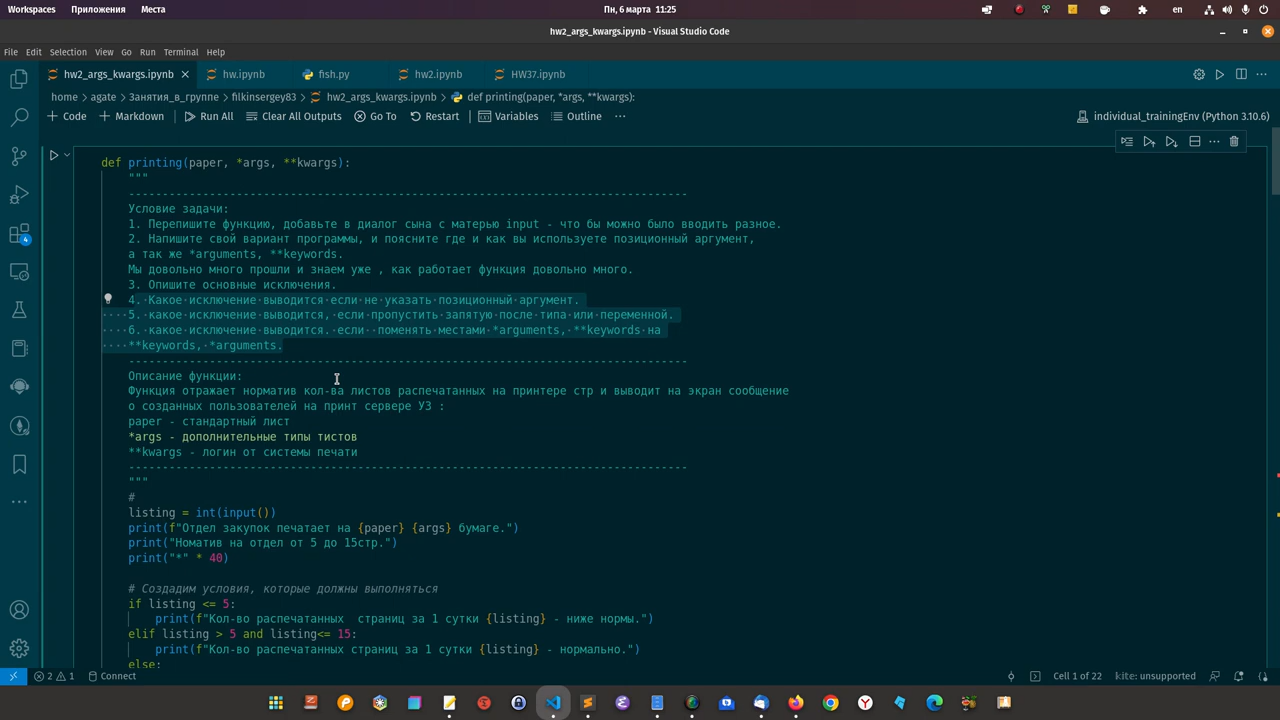 Workspaces Приложения Места Пн, 6 марта 11:25 en
hw2_args_kwargs.ipynb - Visual Studio Code
File Edit Selection View Go Run Terminal Help
hw2_args_kwargs.ipynb hw.ipynb fish.py hw2.ipynb HW37.ipynb
home > agate > Занятия_в_группе > filkinsergey83 > hw2_args_kwargs.ipynb > def printing(paper, *args, **kwargs):
+ Code + Markdown Run All Clear All Outputs Go To Restart Variables Outline ... individual_trainingEnv (Python 3.10.6)
def printing(paper, *args, **kwargs):
"""
-----------------------------------------------------------------------------------
Условие задачи:
1. Перепишите функцию, добавьте в диалог сына с матерью input - что бы можно было вводить разное.
2. Напишите свой вариант программы, и поясните где и как вы используете позиционный аргумент,
а так же *arguments, **keywords.
Мы довольно много прошли и знаем уже , как работает функция довольно много.
3. Опишите основные исключения.
4. Какое исключение выводится если не указать позиционный аргумент.
5. какое исключение выводится, если пропустить запятую после типа или переменной.
6. какое исключение выводится. если  поменять местами *arguments, **keywords на
**keywords, *arguments.
-----------------------------------------------------------------------------------
Описание функции:
Функция отражает норматив кол-ва листов распечатанных на принтере стр и выводит на экран сообщение
о созданных пользователей на принт сервере УЗ :
paper - стандартный лист
*args - дополнительные типы тистов
**kwargs - логин от системы печати
-----------------------------------------------------------------------------------
"""
#
listing = int(input())
print(f"Отдел закупок печатает на {paper} {args} бумаге.")
print("Номатив на отдел от 5 до 15стр.")
print("*" * 40)
# Создадим условия, которые должны выполняться
if listing <= 5:
print(f"Кол-во распечатанных  страниц за 1 сутки {listing} - ниже нормы.")
elif listing > 5 and listing<= 15:
print(f"Кол-во распечатанных страниц за 1 сутки {listing} - нормально.")
else:
4
2 1 Connect Cell 1 of 22 kite: unsupported